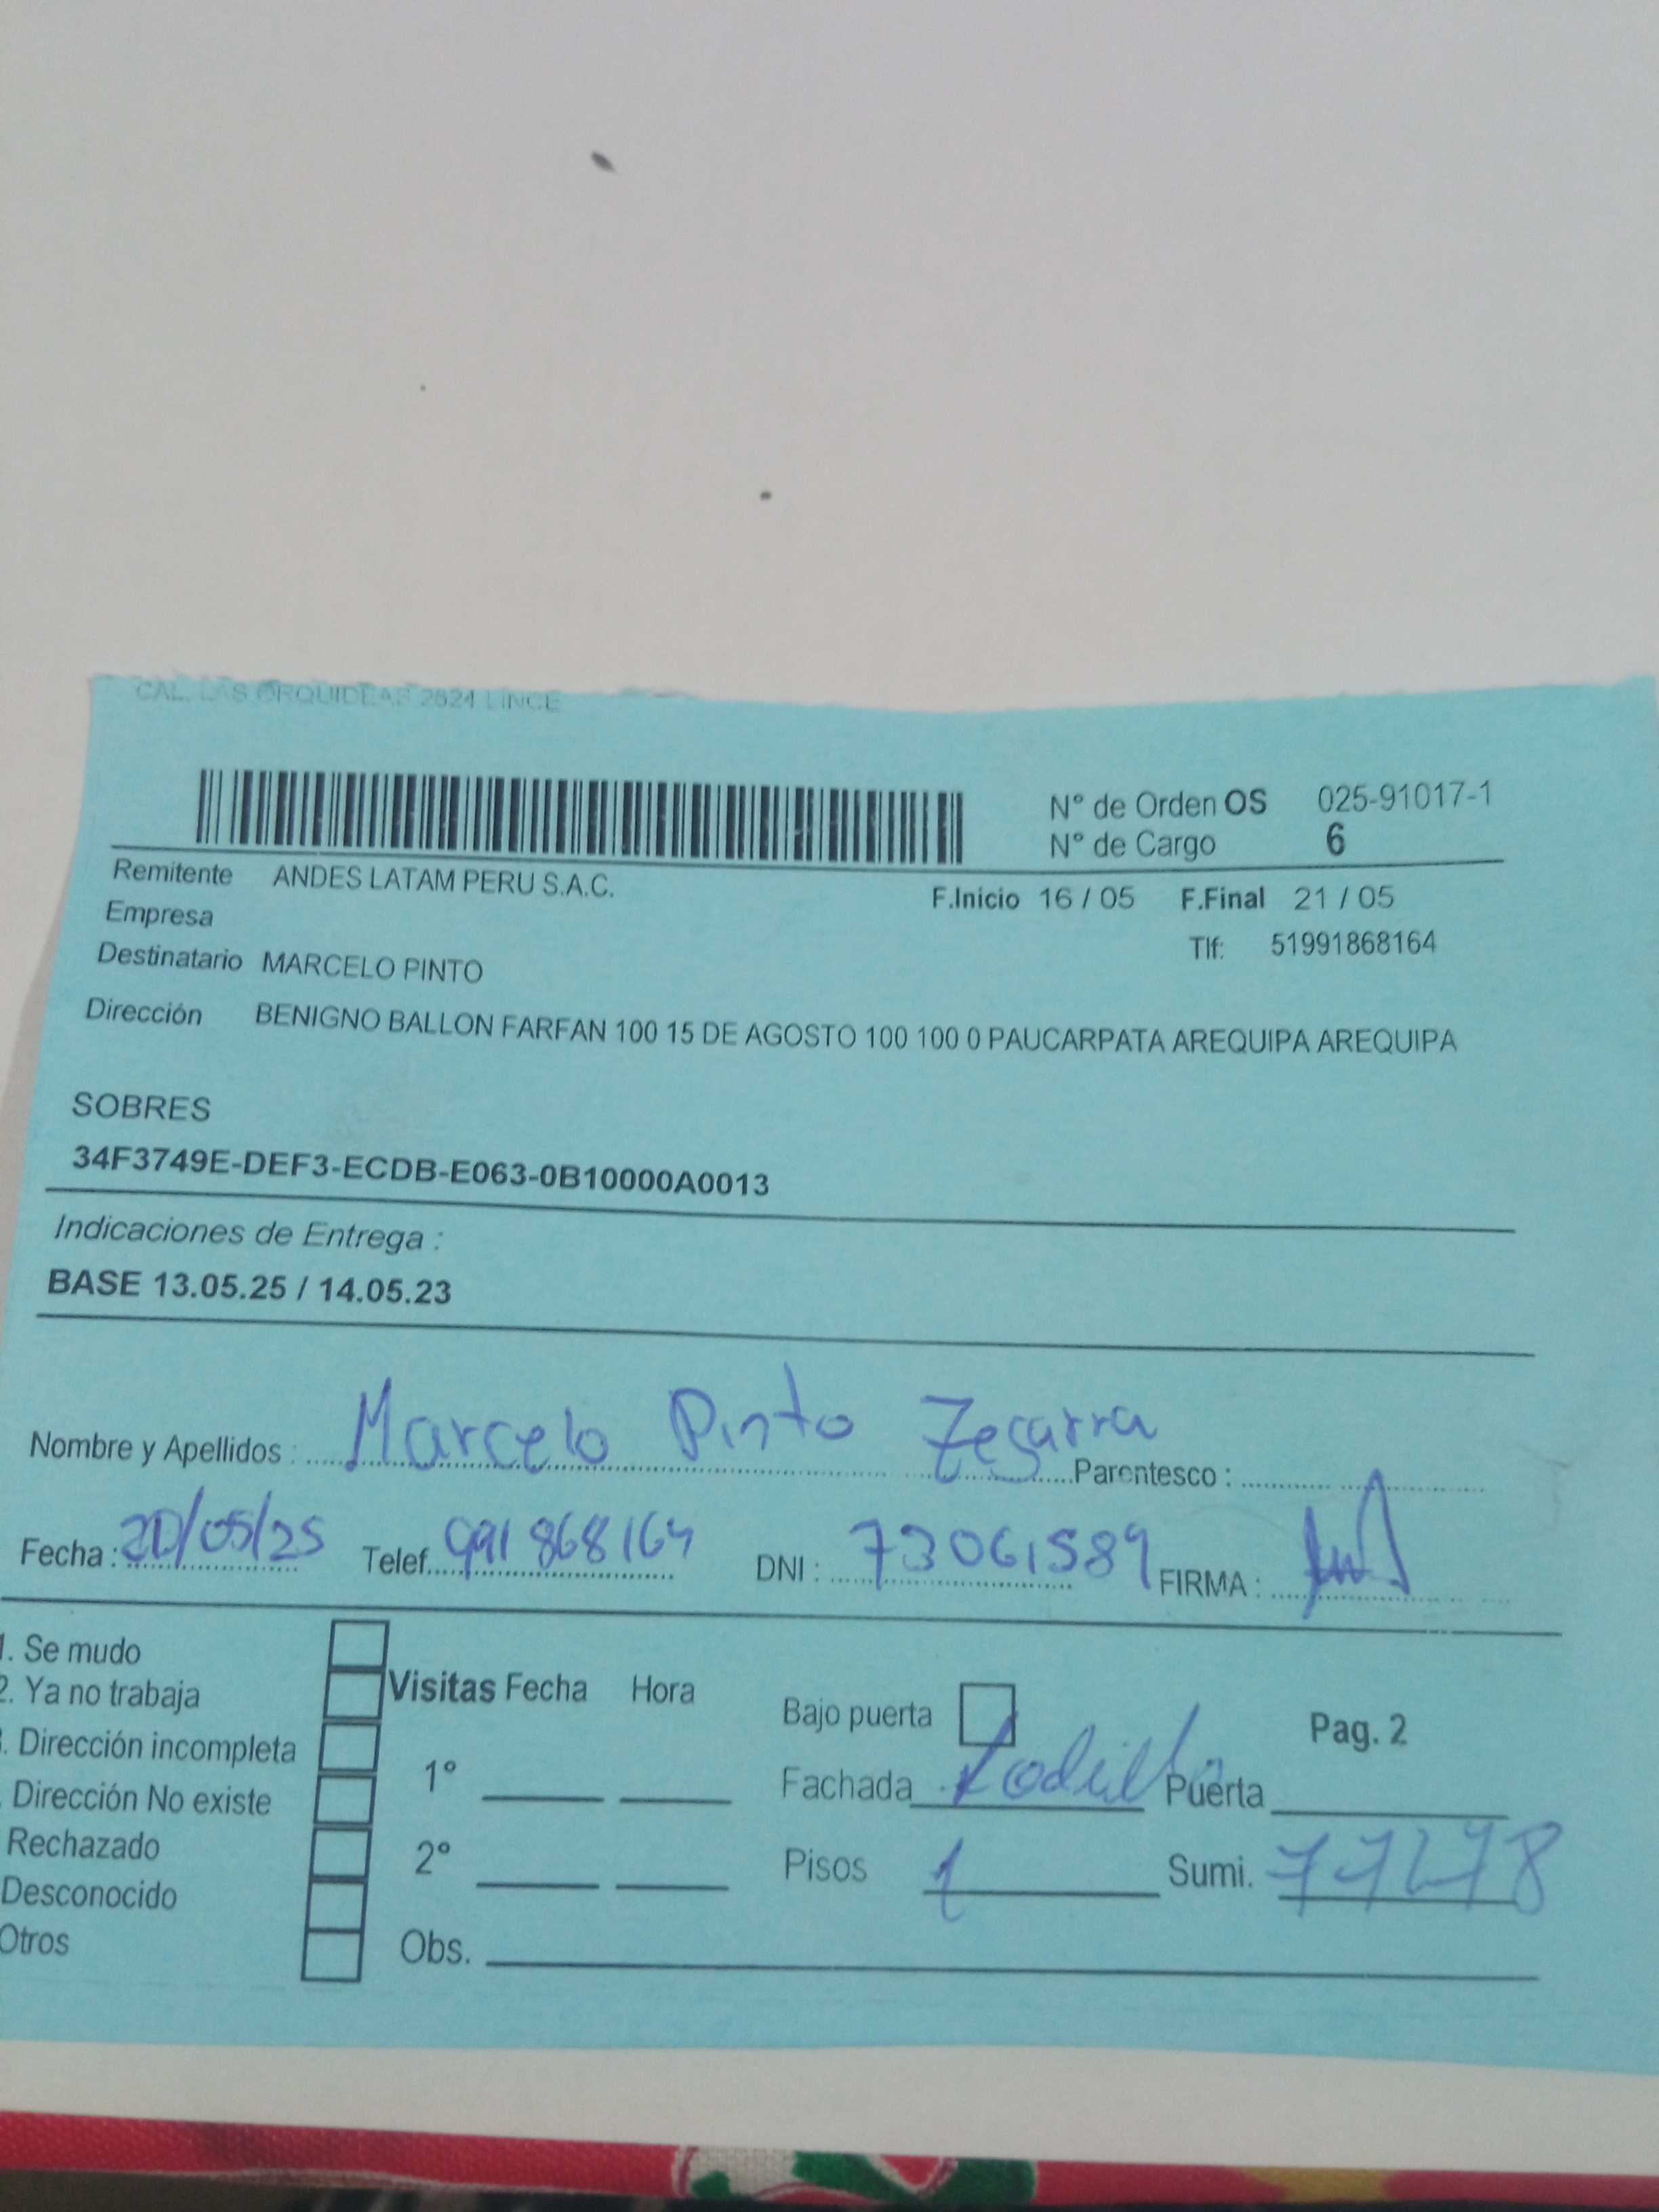 CAL. LAS ORQUIDEAS 2824 LINCE
N° de Orden OS 025-91017-1
N° de Cargo 6
Remitente ANDES LATAM PERU S.A.C.
F.Inicio 16 / 05 F.Final 21 / 05
Empresa
Tlf: 51991868164
Destinatario MARCELO PINTO
Dirección BENIGNO BALLON FARFAN 100 15 DE AGOSTO 100 100 0 PAUCARPATA AREQUIPA AREQUIPA
SOBRES
34F3749E-DEF3-ECDB-E063-0B10000A0013
Indicaciones de Entrega :
BASE 13.05.25 / 14.05.23
Nombre y Apellidos : Marcelo Pinto Zegarra Parentesco :
Fecha : 20/05/25 Telef. 991 868 164 DNI : 73061589 FIRMA :
1. Se mudo
2. Ya no trabaja
. Dirección incompleta
. Dirección No existe
Rechazado
Desconocido
Otros
Visitas Fecha Hora
1°
2°
Obs.
Bajo puerta
Pag. 2
Fachada Puerta
Pisos 1 Sumi.